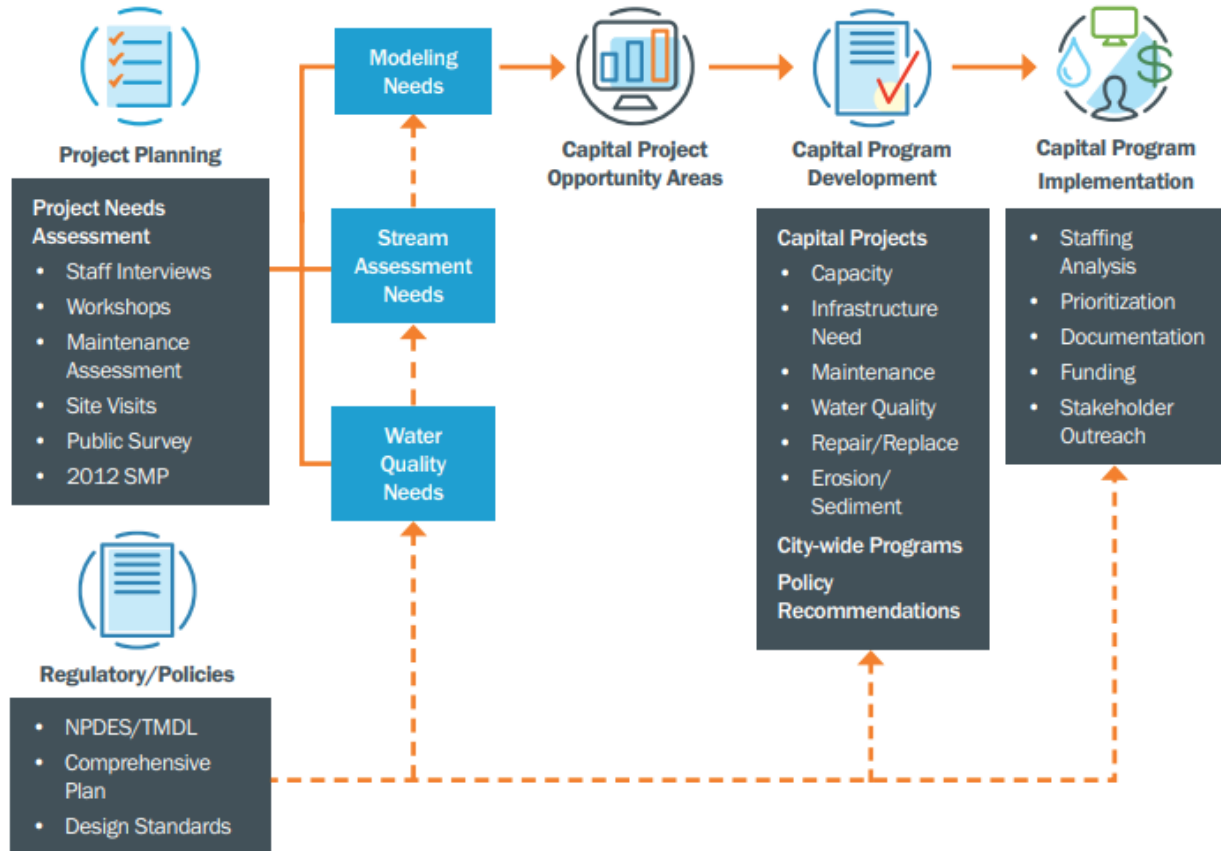 Project Planning
Project Needs
Assessment
• Staff Interviews
• Workshops
• Maintenance
Assessment
• Site Visits
• Public Survey
• 2012 SMP
Regulatory/Policies
• NPDES/TMDL
• Comprehensive
Plan
• Design Standards
Modeling
Needs
Stream
Assessment
Needs
Water
Quality
Needs
Capital Project
Opportunity Areas
Capital Program
Development
Capital Projects
• Capacity
• Infrastructure
Need
• Maintenance
• Water Quality
• Repair/Replace
• Erosion/
Sediment
City-wide Programs
Policy
Recommendations
Capital Program
Implementation
• Staffing
Analysis
• Prioritization
• Documentation
• Funding
• Stakeholder
Outreach